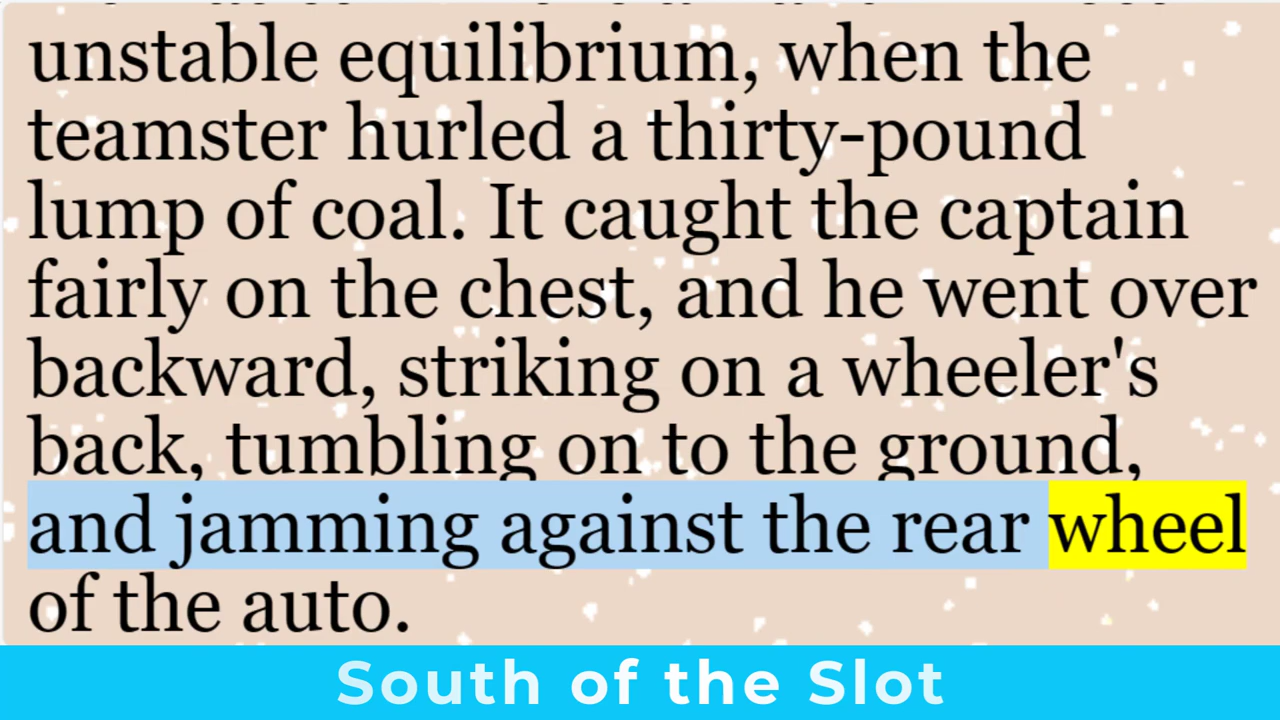 unstable equilibrium, when the
teamster hurled a thirty-pound
lump of coal. It caught the captain
fairly on the chest, and he went over
backward, striking on a wheeler's
back, tumbling on to the ground,
and jamming against the rear wheel
of the auto.
South of the Slot